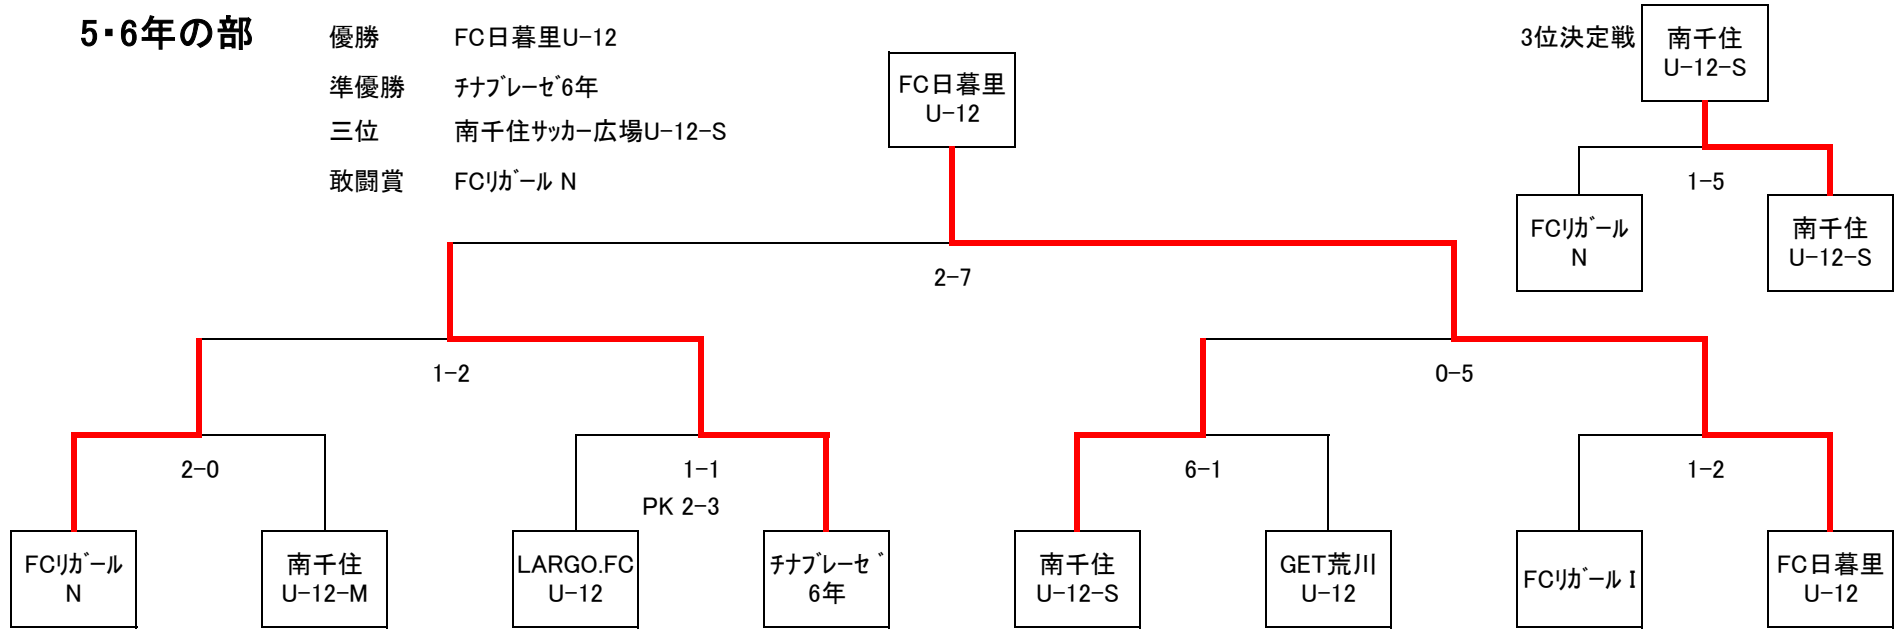 5・6年の部
優勝 FC日暮里U-12
準優勝 ﾁﾅﾌﾞﾚｰｾﾞ6年
三位 南千住ｻｯｶｰ広場U-12-S
敢闘賞 FCﾘｶﾞｰﾙ N
FC日暮里
U-12
3位決定戦
南千住
U-12-S
1-5
FCﾘｶﾞｰﾙ
N
南千住
U-12-S
2-7
1-2
0-5
2-0
1-1
PK 2-3
6-1
1-2
FCﾘｶﾞｰﾙ
N
南千住
U-12-M
LARGO.FC
U-12
ﾁﾅﾌﾞﾚｰｾﾞ
6年
南千住
U-12-S
GET荒川
U-12
FCﾘｶﾞｰﾙ I
FC日暮里
U-12